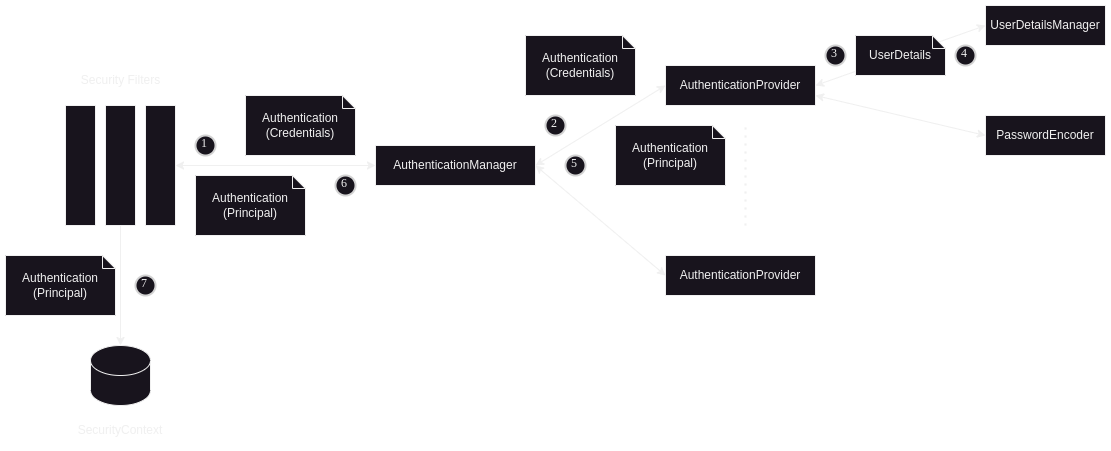 UserDetailsManager
Authentication
(Credentials)
3
UserDetails
4
Security Filters
AuthenticationProvider
Authentication
(Credentials)
1
2
Authentication
(Principal)
PasswordEncoder
AuthenticationManager
5
6
Authentication
(Principal)
Authentication
(Principal)
7
AuthenticationProvider
SecurityContext